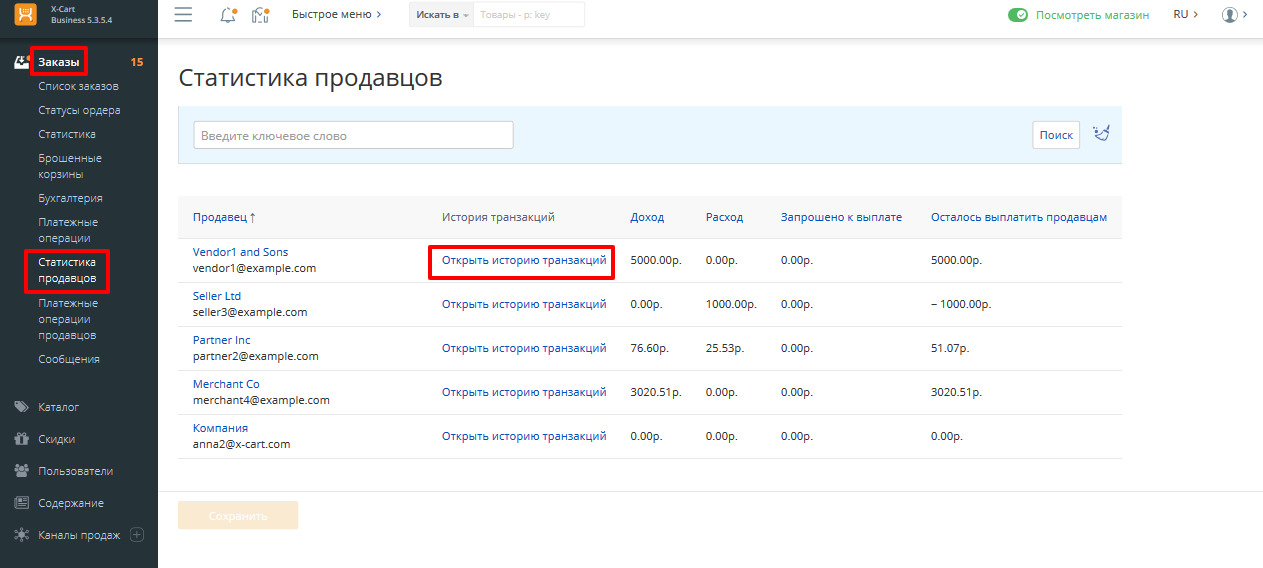 X-Cart
Business 5.3.5.4
Быстрое меню
Искать в
Товары - p: key
Посмотреть магазин
RU
Заказы 15
Список заказов
Статусы ордера
Статистика
Брошенные
корзины
Бухгалтерия
Платежные
операции
Статистика
продавцов
Платежные
операции
продавцов
Сообщения
Каталог
Скидки
Пользователи
Содержание
Каналы продаж
Статистика продавцов
Введите ключевое слово
Поиск
Продавец ↑ История транзакций Доход Расход Запрошено к выплате Осталось выплатить продавцам
Vendor1 and Sons
vendor1@example.com
Открыть историю транзакций 5000.00р. 0.00р. 0.00р. 5000.00р.
Seller Ltd
seller3@example.com
Открыть историю транзакций 0.00р. 1000.00р. 0.00р. − 1000.00р.
Partner Inc
partner2@example.com
Открыть историю транзакций 76.60р. 25.53р. 0.00р. 51.07р.
Merchant Co
merchant4@example.com
Открыть историю транзакций 3020.51р. 0.00р. 0.00р. 3020.51р.
Компания
anna2@x-cart.com
Открыть историю транзакций 0.00р. 0.00р. 0.00р. 0.00р.
Сохранить